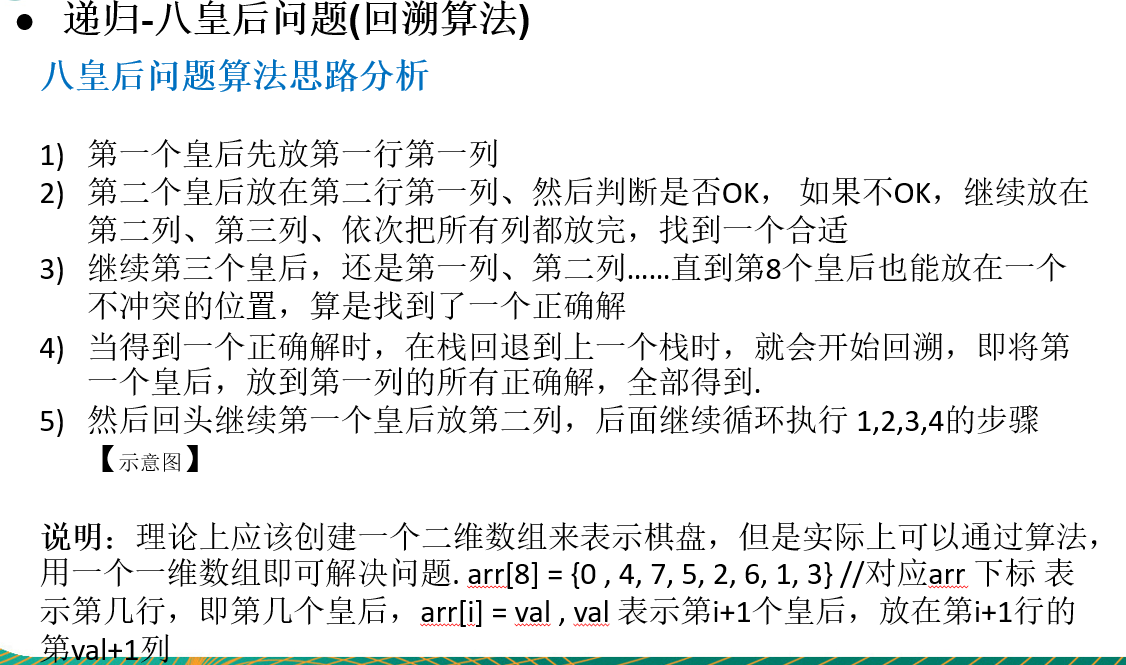 ● 递归-八皇后问题(回溯算法)
八皇后问题算法思路分析
1) 第一个皇后先放第一行第一列
2) 第二个皇后放在第二行第一列、然后判断是否OK， 如果不OK，继续放在
第二列、第三列、依次把所有列都放完，找到一个合适
3) 继续第三个皇后，还是第一列、第二列……直到第8个皇后也能放在一个
不冲突的位置，算是找到了一个正确解
4) 当得到一个正确解时，在栈回退到上一个栈时，就会开始回溯，即将第
一个皇后，放到第一列的所有正确解，全部得到.
5) 然后回头继续第一个皇后放第二列，后面继续循环执行 1,2,3,4的步骤
【示意图】
说明：理论上应该创建一个二维数组来表示棋盘，但是实际上可以通过算法，
用一个一维数组即可解决问题. arr[8] = {0 , 4, 7, 5, 2, 6, 1, 3} //对应arr 下标 表
示第几行，即第几个皇后，arr[i] = val , val 表示第i+1个皇后，放在第i+1行的
第val+1列